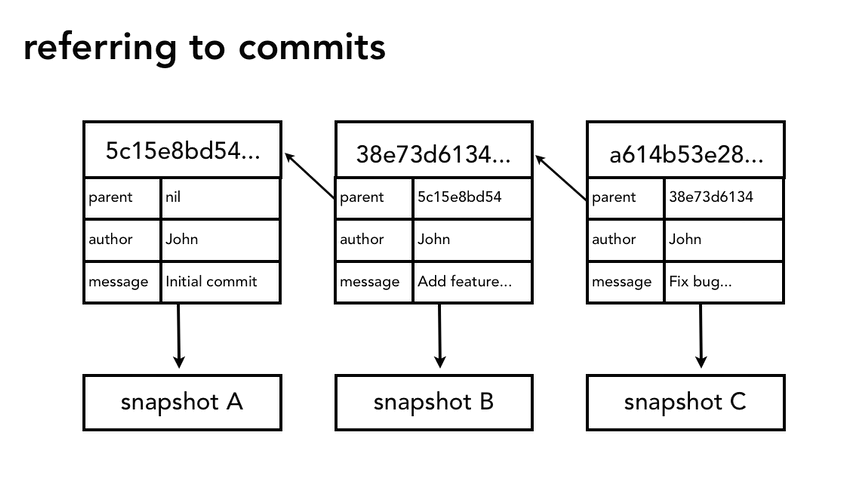 referring to commits
5c15e8bd54...
parent nil
author John
message Initial commit
38e73d6134...
parent 5c15e8bd54
author John
message Add feature...
a614b53e28...
parent 38e73d6134
author John
message Fix bug...
snapshot A
snapshot B
snapshot C